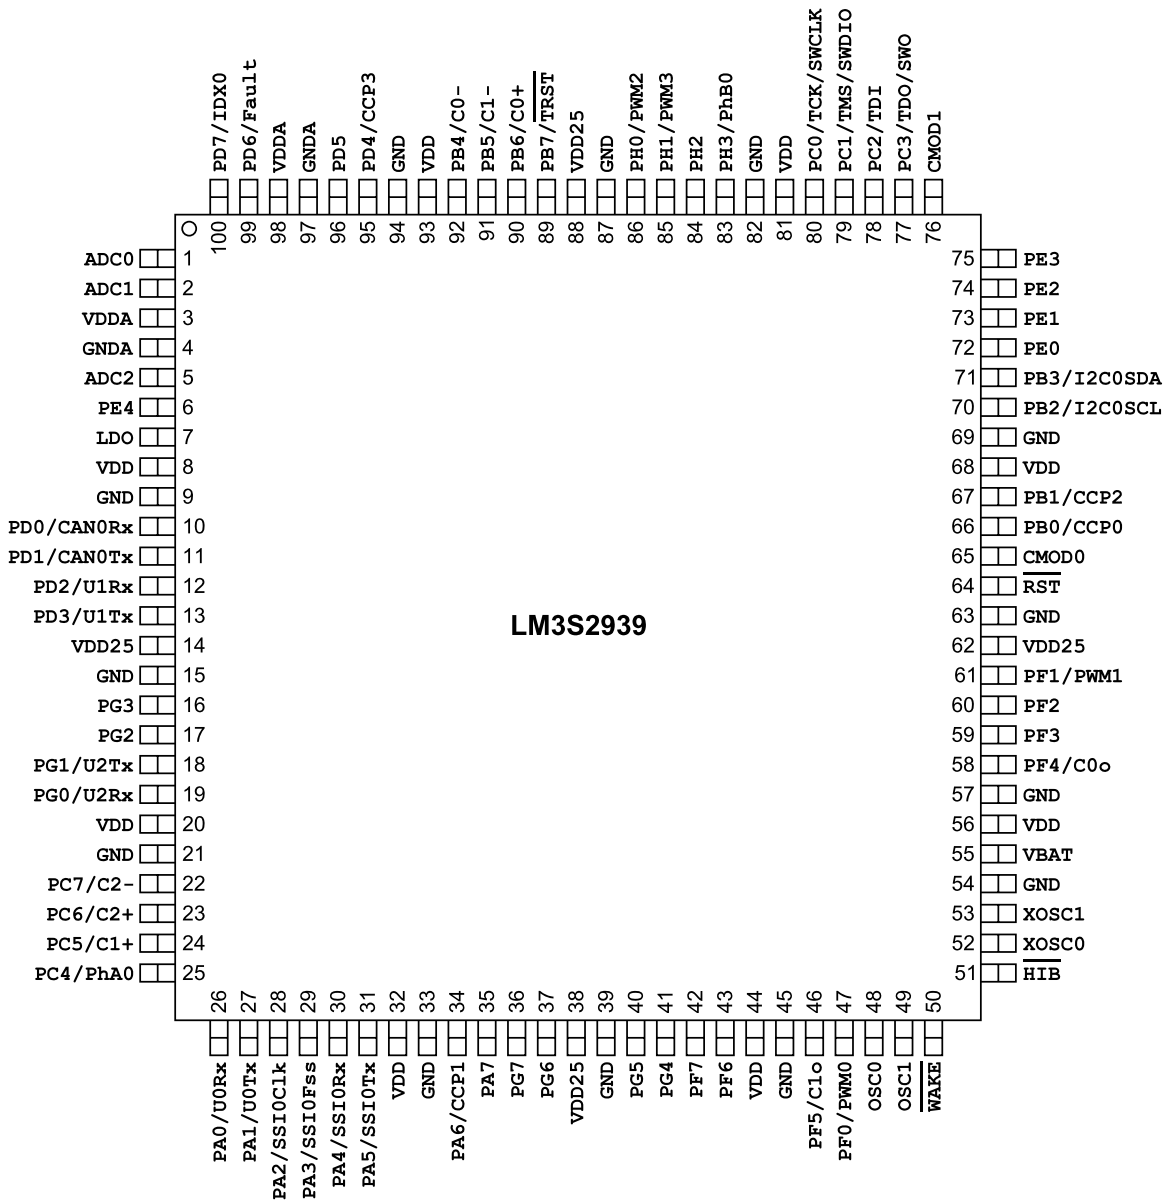 PD7/IDX0
PD6/Fault
VDDA
GNDA
PD5
PD4/CCP3
GND
VDD
PB4/C0-
PB5/C1-
PB6/C0+
PB7/TRST
VDD25
GND
PH0/PWM2
PH1/PWM3
PH2
PH3/PhB0
GND
VDD
PC0/TCK/SWCLK
PC1/TMS/SWDIO
PC2/TDI
PC3/TDO/SWO
CMOD1
100
99
98
97
96
95
94
93
92
91
90
89
88
87
86
85
84
83
82
81
80
79
78
77
76
ADC0 1
ADC1 2
VDDA 3
GNDA 4
ADC2 5
PE4 6
LDO 7
VDD 8
GND 9
PD0/CAN0Rx 10
PD1/CAN0Tx 11
PD2/U1Rx 12
PD3/U1Tx 13
VDD25 14
GND 15
PG3 16
PG2 17
PG1/U2Tx 18
PG0/U2Rx 19
VDD 20
GND 21
PC7/C2- 22
PC6/C2+ 23
PC5/C1+ 24
PC4/PhA0 25
LM3S2939
75 PE3
74 PE2
73 PE1
72 PE0
71 PB3/I2C0SDA
70 PB2/I2C0SCL
69 GND
68 VDD
67 PB1/CCP2
66 PB0/CCP0
65 CMOD0
64 RST
63 GND
62 VDD25
61 PF1/PWM1
60 PF2
59 PF3
58 PF4/C0o
57 GND
56 VDD
55 VBAT
54 GND
53 XOSC1
52 XOSC0
51 HIB
26
27
28
29
30
31
32
33
34
35
36
37
38
39
40
41
42
43
44
45
46
47
48
49
50
PA0/U0Rx
PA1/U0Tx
PA2/SSI0Clk
PA3/SSI0Fss
PA4/SSI0Rx
PA5/SSI0Tx
VDD
GND
PA6/CCP1
PA7
PG7
PG6
VDD25
GND
PG5
PG4
PF7
PF6
VDD
GND
PF5/C1o
PF0/PWM0
OSC0
OSC1
WAKE